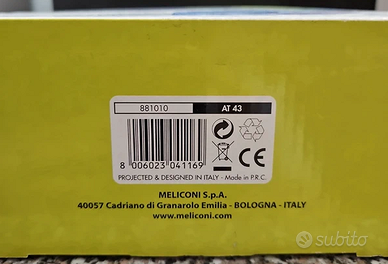 881010 AT 43
8 006023 041169
PROJECTED & DESIGNED IN ITALY - Made in P.R.C.
MELICONI S.p.A.
40057 Cadriano di Granarolo Emilia - BOLOGNA - ITALY
www.meliconi.com
subito